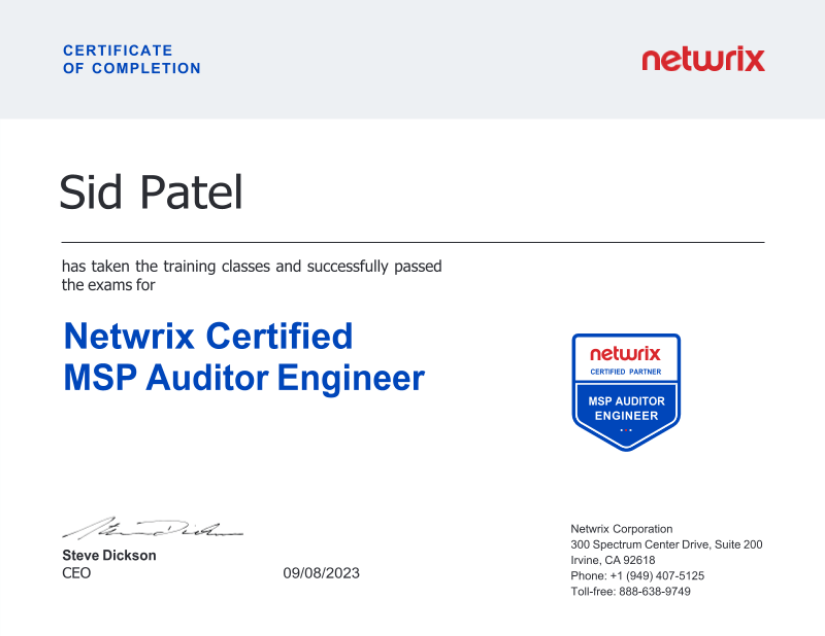 CERTIFICATE
OF COMPLETION
netwrix
Sid Patel
has taken the training classes and successfully passed
the exams for
Netwrix Certified
MSP Auditor Engineer
netwrix
CERTIFIED PARTNER
MSP AUDITOR
ENGINEER
Steve Dickson
Steve Dickson
CEO
09/08/2023
Netwrix Corporation
300 Spectrum Center Drive, Suite 200
Irvine, CA 92618
Phone: +1 (949) 407-5125
Toll-free: 888-638-9749